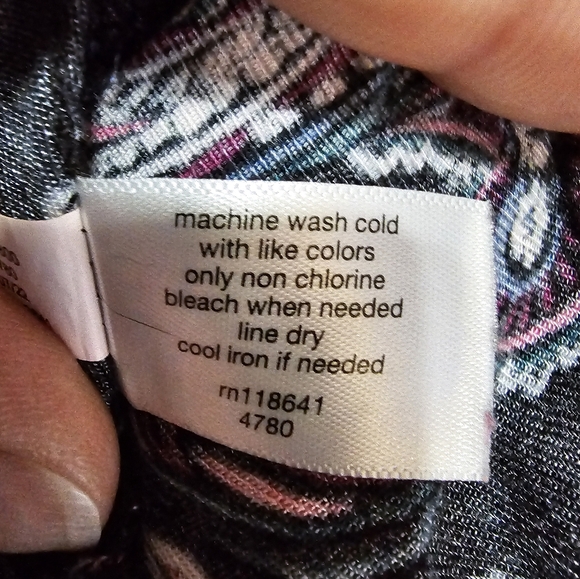 machine wash cold
with like colors
only non chlorine
bleach when needed
line dry
cool iron if needed
rn118641
4780